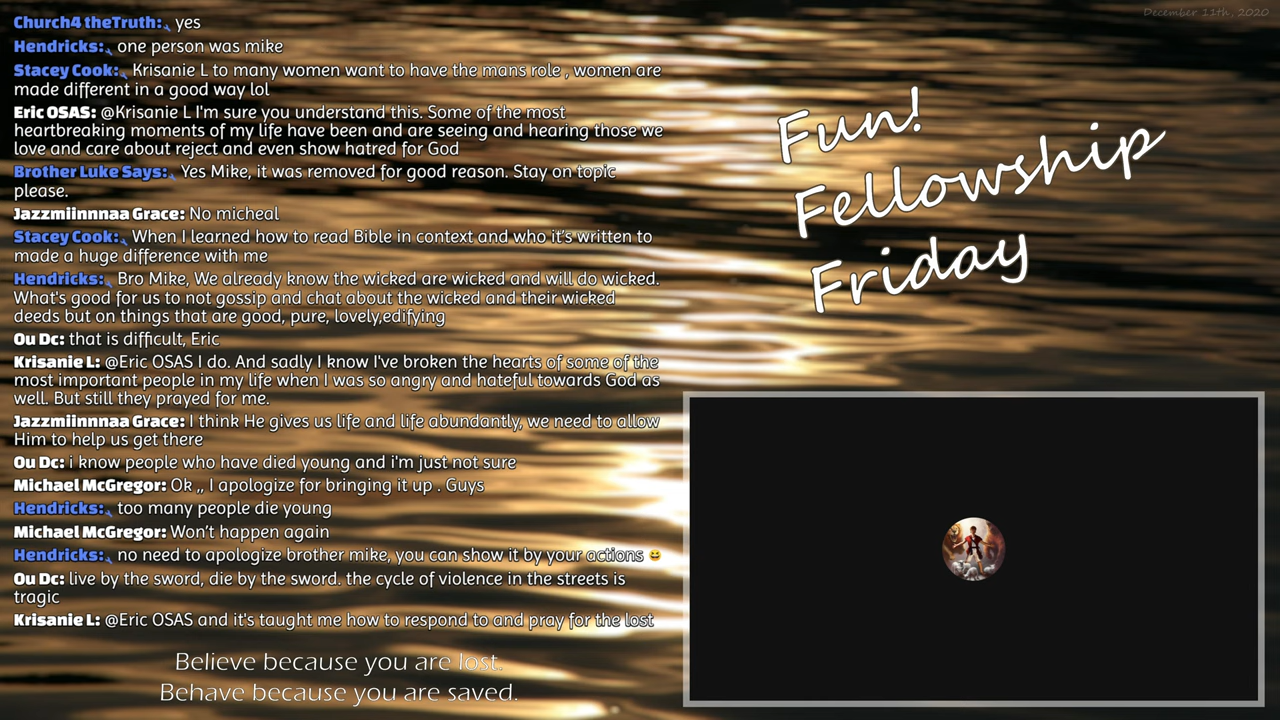 Church4 theTruth: yes
Hendricks: one person was mike
Stacey Cook: Krisanie L to many women want to have the mans role , women are
made different in a good way lol
Eric OSAS: @Krisanie L I'm sure you understand this. Some of the most
heartbreaking moments of my life have been and are seeing and hearing those we
love and care about reject and even show hatred for God
Brother Luke Says: Yes Mike, it was removed for good reason. Stay on topic
please.
Jazzmiinnnaa Grace: No micheal
Stacey Cook: When I learned how to read Bible in context and who it's written to
made a huge difference with me
Hendricks: Bro Mike, We already know the wicked are wicked and will do wicked.
What's good for us to not gossip and chat about the wicked and their wicked
deeds but on things that are good, pure, lovely,edifying
Ou Dc: that is difficult, Eric
Krisanie L: @Eric OSAS I do. And sadly I know I've broken the hearts of some of the
most important people in my life when I was so angry and hateful towards God as
well. But still they prayed for me.
Jazzmiinnnaa Grace: I think He gives us life and life abundantly, we need to allow
Him to help us get there
Ou Dc: i know people who have died young and i'm just not sure
Michael McGregor: Ok ,, I apologize for bringing it up . Guys
Hendricks: too many people die young
Michael McGregor: Won't happen again
Hendricks: no need to apologize brother mike, you can show it by your actions 😆
Ou Dc: live by the sword, die by the sword. the cycle of violence in the streets is
tragic
Krisanie L: @Eric OSAS and it's taught me how to respond to and pray for the lost
Believe because you are lost.
Behave because you are saved.
December 11th, 2020
Fun!
Fellowship
Friday